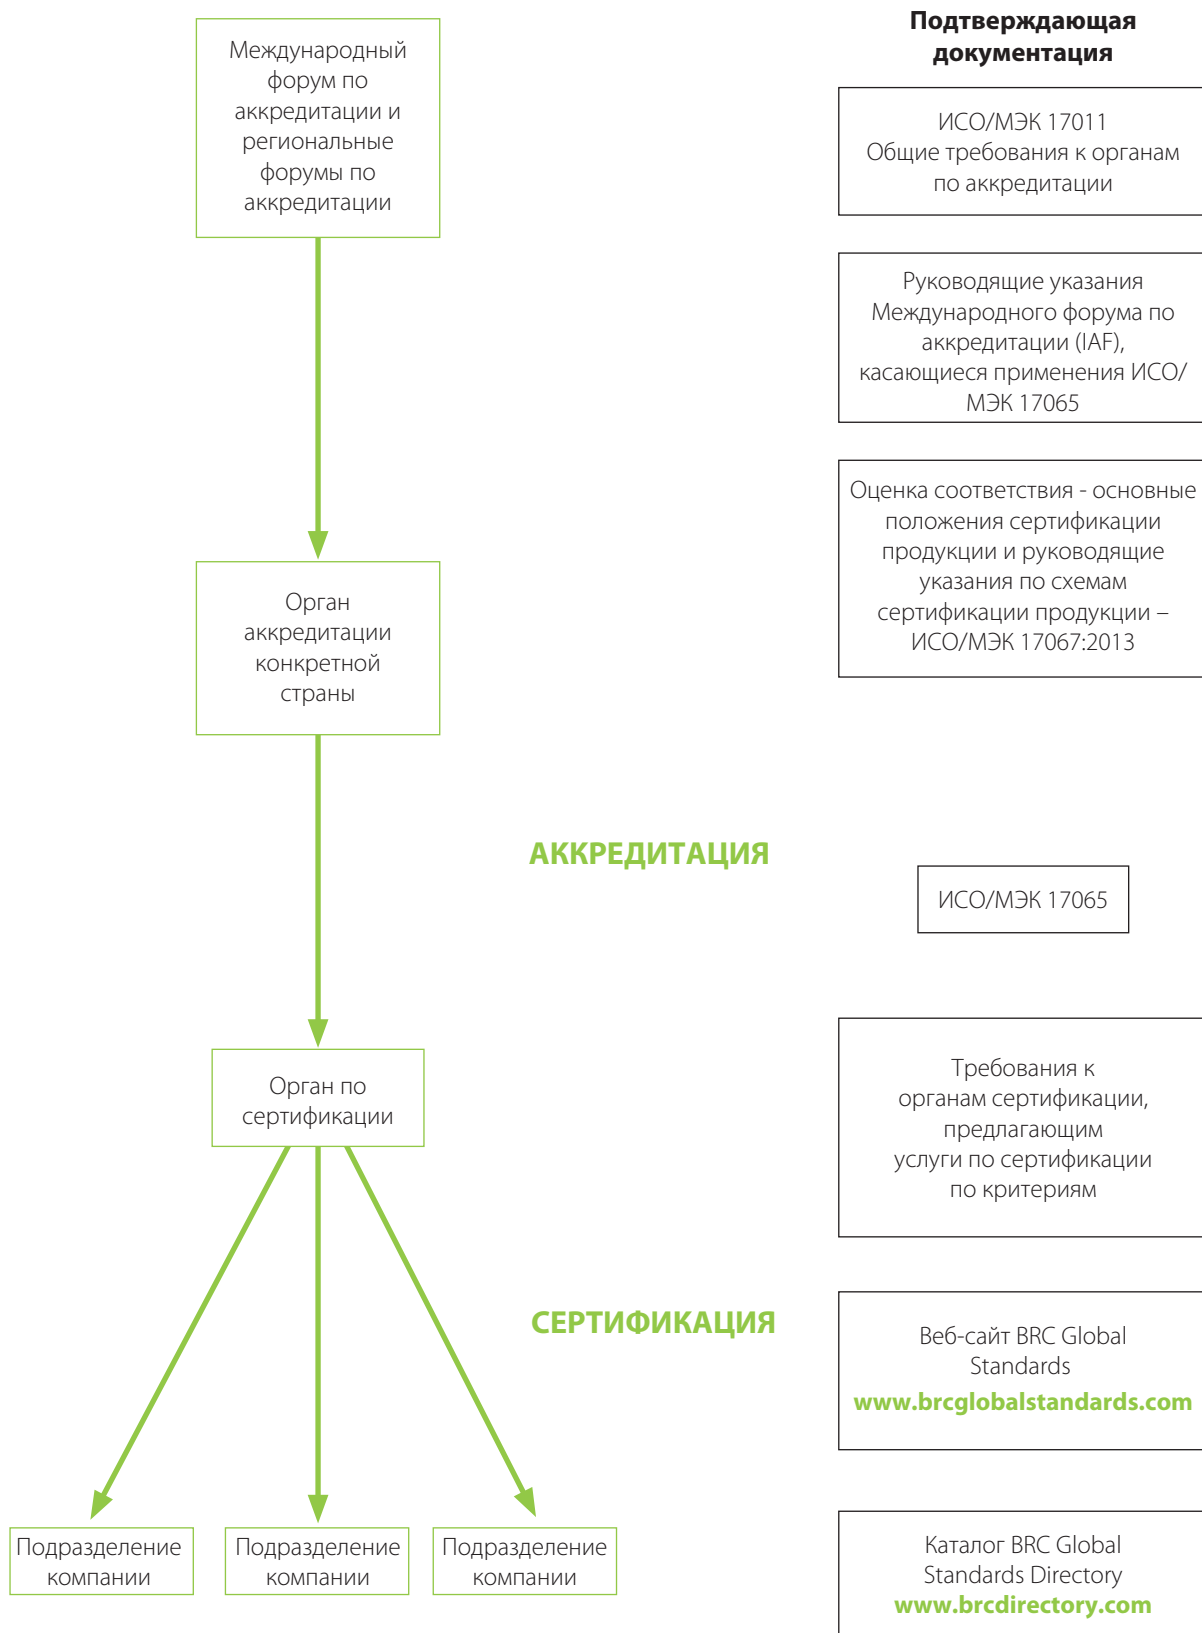 Подтверждающая
документация
Международный
форум по
аккредитации и
региональные
форумы по
аккредитации
ИСО/МЭК 17011
Общие требования к органам
по аккредитации
Руководящие указания
Международного форума по
аккредитации (IAF),
касающиеся применения ИСО/
МЭК 17065
Оценка соответствия - основные
положения сертификации
продукции и руководящие
указания по схемам
сертификации продукции –
ИСО/МЭК 17067:2013
Орган
аккредитации
конкретной
страны
АККРЕДИТАЦИЯ
ИСО/МЭК 17065
Орган по
сертификации
Требования к
органам сертификации,
предлагающим
услуги по сертификации
по критериям
СЕРТИФИКАЦИЯ
Веб-сайт BRC Global
Standards
www.brcglobalstandards.com
Подразделение
компании
Подразделение
компании
Подразделение
компании
Каталог BRC Global
Standards Directory
www.brcdirectory.com